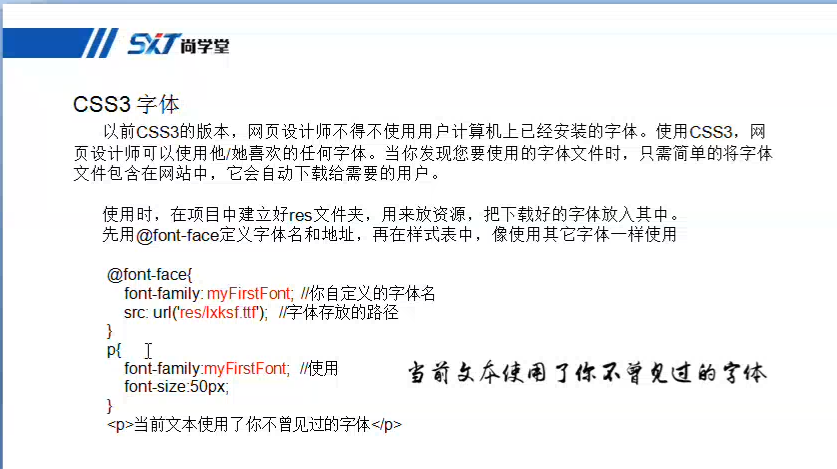 SXT尚学堂
CSS3 字体
以前CSS3的版本，网页设计师不得不使用用户计算机上已经安装的字体。使用CSS3，网
页设计师可以使用他/她喜欢的任何字体。当你发现您要使用的字体文件时，只需简单的将字体
文件包含在网站中，它会自动下载给需要的用户。
使用时，在项目中建立好res文件夹，用来放资源，把下载好的字体放入其中。
先用@font-face定义字体名和地址，再在样式表中，像使用其它字体一样使用
@font-face{
font-family: myFirstFont; //你自定义的字体名
src: url('res/lxksf.ttf'); //字体存放的路径
}
p{
font-family:myFirstFont; //使用
font-size:50px;
}
<p>当前文本使用了你不曾见过的字体</p>
当前文本使用了你不曾见过的字体